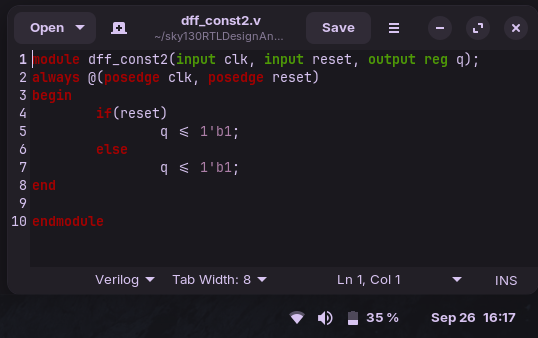 Open dff_const2.v Save
~/sky130RTLDesignAn...
1 module dff_const2(input clk, input reset, output reg q);
2 always @(posedge clk, posedge reset)
3 begin
4 if(reset)
5 q <= 1'b1;
6 else
7 q <= 1'b1;
8 end
9
10 endmodule
Verilog Tab Width: 8 Ln 1, Col 1 INS
35 % Sep 26 16:17